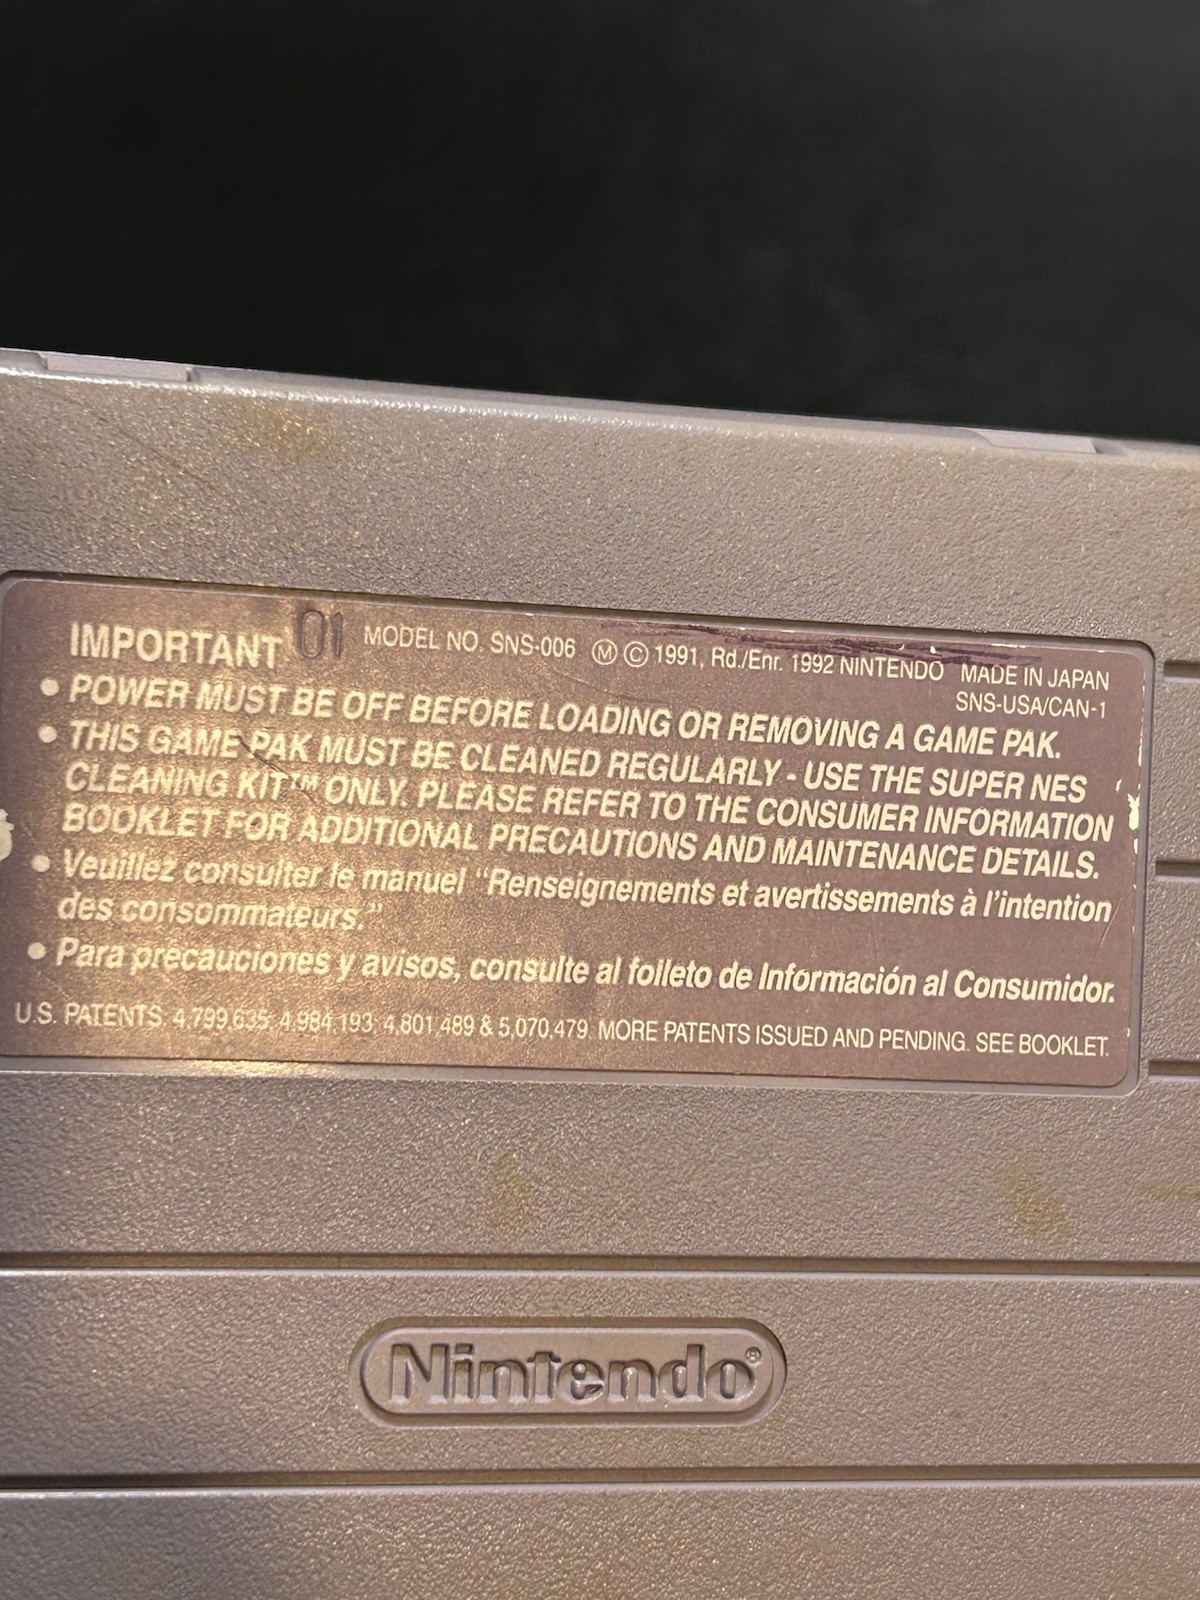 IMPORTANT 01 MODEL NO. SNS-006 Ⓜ © 1991, Rd./Enr. 1992 NINTENDO MADE IN JAPAN
SNS-USA/CAN-1
• POWER MUST BE OFF BEFORE LOADING OR REMOVING A GAME PAK.
• THIS GAME PAK MUST BE CLEANED REGULARLY - USE THE SUPER NES
CLEANING KIT™ ONLY. PLEASE REFER TO THE CONSUMER INFORMATION
BOOKLET FOR ADDITIONAL PRECAUTIONS AND MAINTENANCE DETAILS.
• Veuillez consulter le manuel “Renseignements et avertissements à l’intention
des consommateurs.”
• Para précauciones y avisos, consulte al folleto de Información al Consumidor.
U.S. PATENTS: 4,799,635; 4,984,193; 4,801,489 & 5,070,479. MORE PATENTS ISSUED AND PENDING. SEE BOOKLET.
Nintendo®